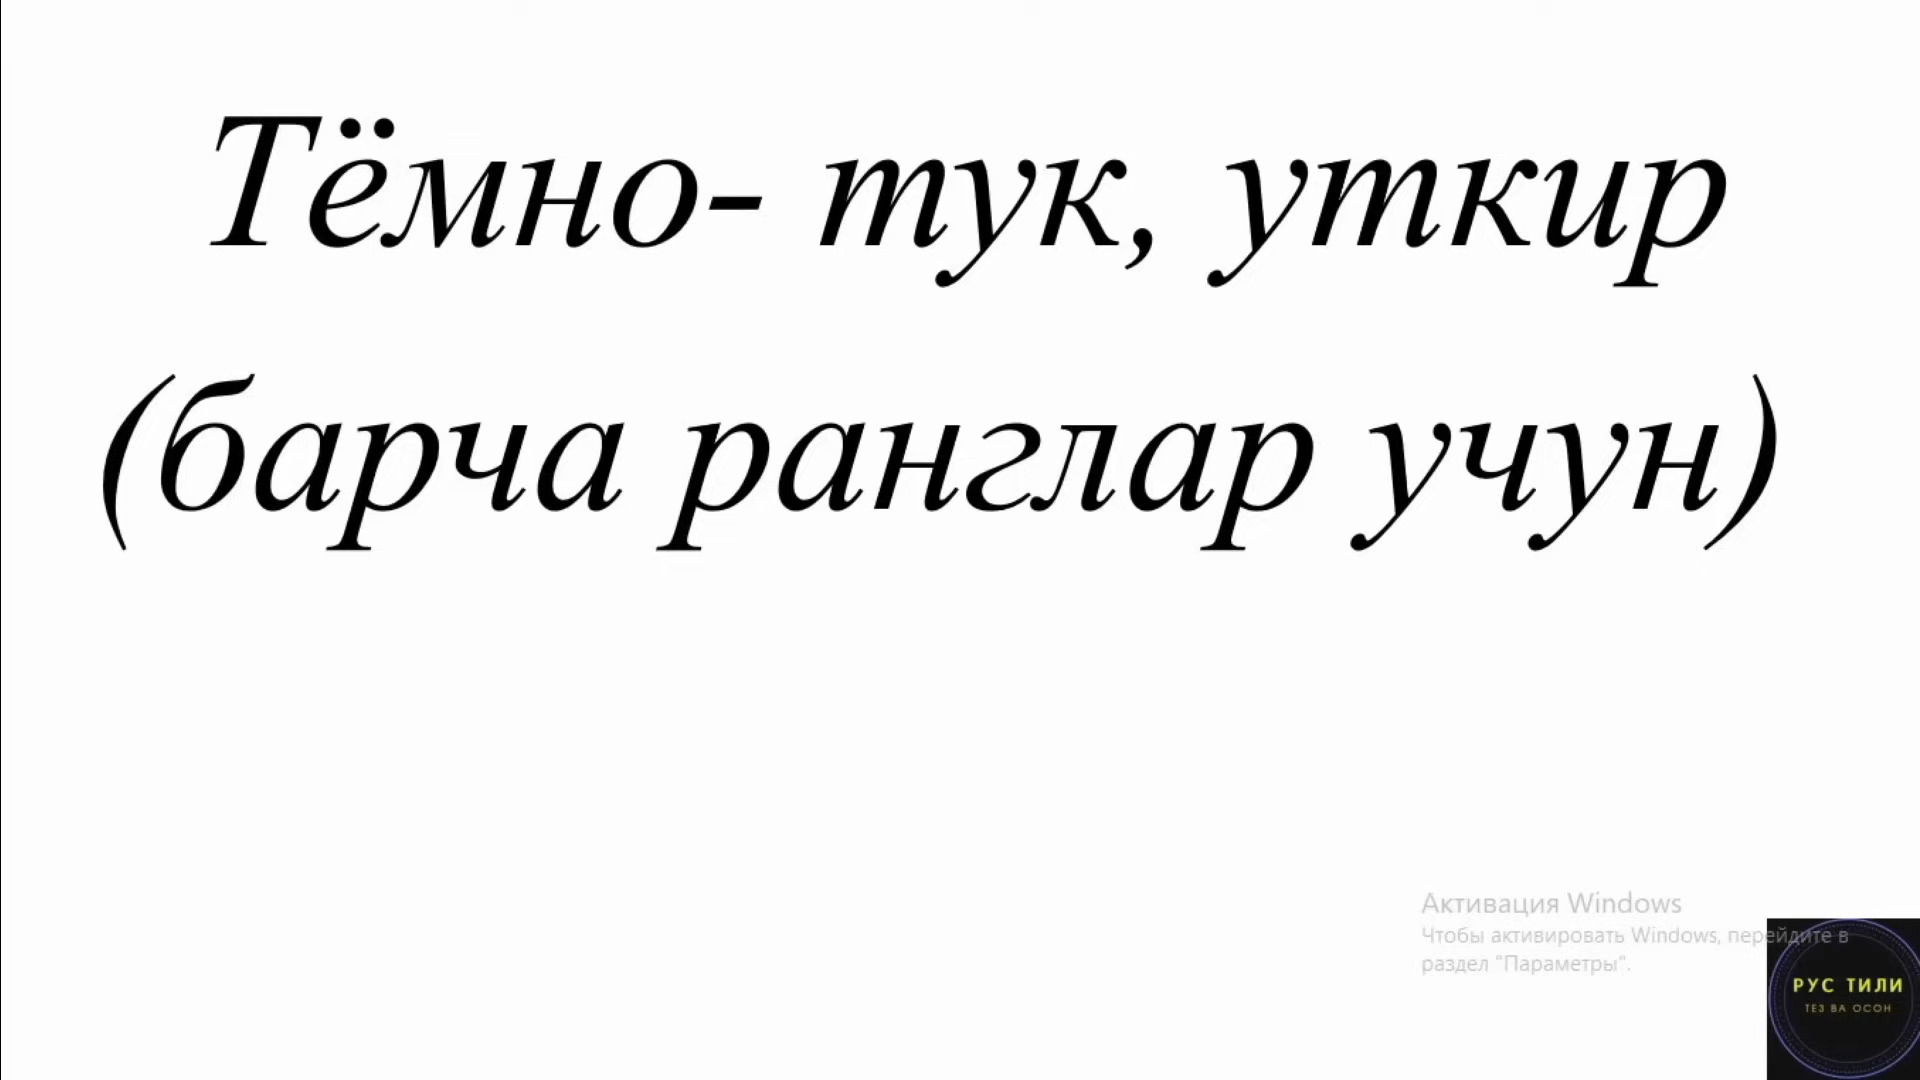 Тёмно- тук, уткир
(барча ранглар учун)
Активация Windows
Чтобы активировать Windows, перейдите в
раздел "Параметры".
РУС ТИЛИ
ТЕЗ ВА ОСОН